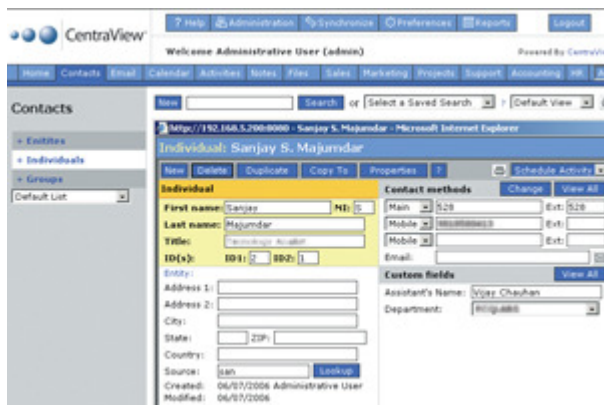 CentraView
? Help Administration Synchronize Preferences Reports Logout
Welcome Administrative User (admin) Powered By CentraVi
Home Contacts Email Calendar Activities Notes Files Sales Marketing Projects Support Accounting HR
Contacts
New Search or Select a Saved Search ? Default View
+ Entities
+ Individuals
+ Groups
Default List
http://192.168.5.200:8080 - Sanjay S. Majumdar - Microsoft Internet Explorer
Individual: Sanjay S. Majumdar
New Delete Duplicate Copy To Properties ? Schedule Activity
Individual
First name: Sanjay MI: S
Last name: Majumdar
Title:
ID(s): ID1: 2 ID2: 1
Entity:
Address 1:
Address 2:
City:
State: ZIP:
Country:
Source: san Lookup
Created: 06/07/2006 Administrative User
Modified: 06/07/2006
Contact methods Change View All
Main 528 Ext: 528
Mobile Ext:
Mobile Ext:
Email:
Custom fields View All
Assistant's Name: Vijay Chauhan
Department: